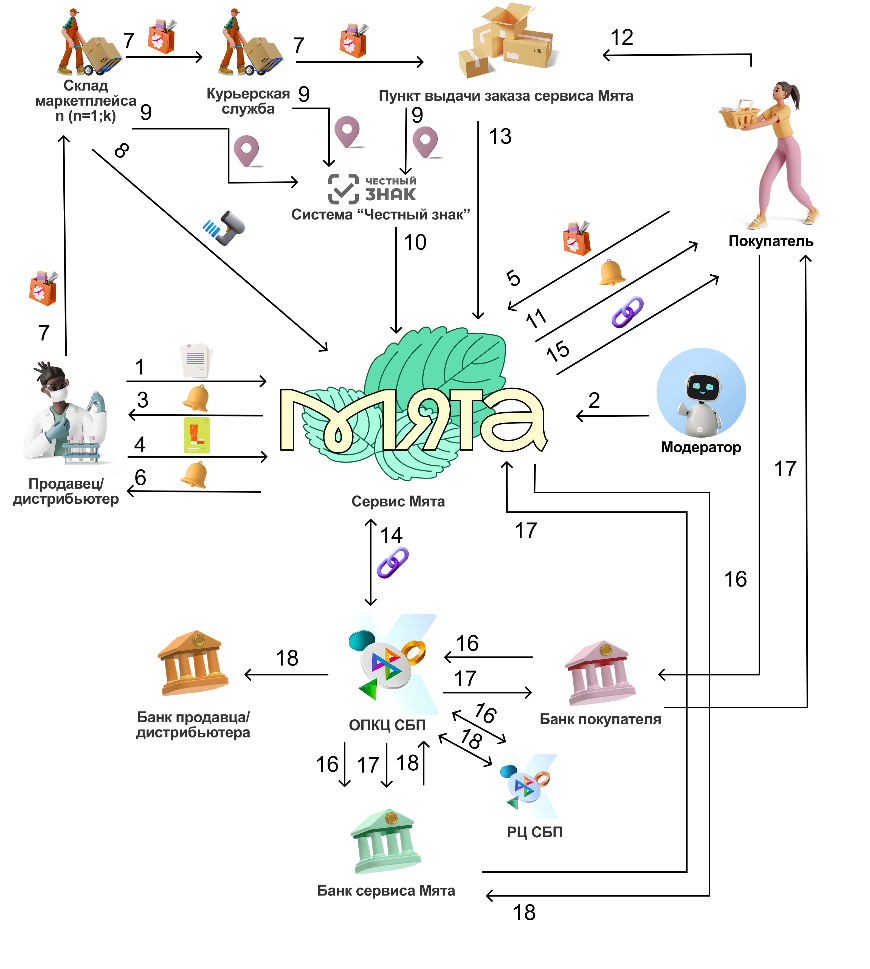 7
7
12
Склад
маркетплейса
n (n=1;k)
Курьерская
служба
Пункт выдачи заказа сервиса Мята
9
9
9
13
8
ЧЕСТНЫЙ
ЗНАК
Система “Честный знак”
10
Покупатель
5
11
15
7
1
3
2
4
6
МЯТА
Модератор
Продавец/
дистрибьютер
Сервис Мята
17
17
14
16
18
16
17
Банк продавца/
дистрибьютера
ОПКЦ СБП
Банк покупателя
16
18
16
17
18
РЦ СБП
Банк сервиса Мята
18